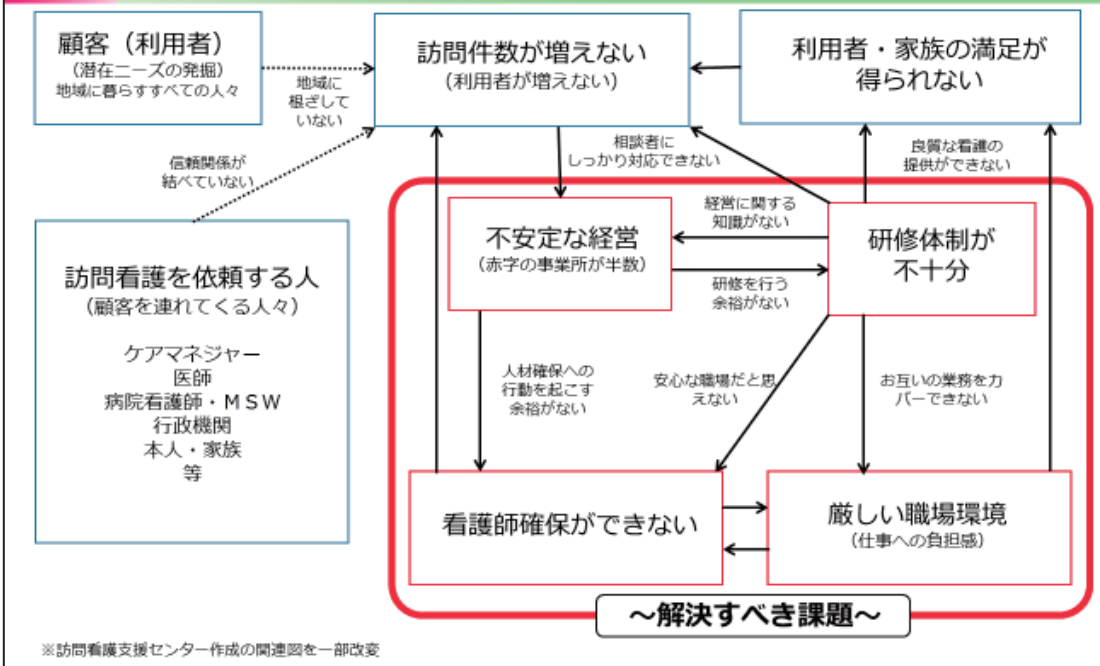 顧客（利用者）
（潜在ニーズの発掘）
地域に暮らすすべての人々
地域に
根ざして
いない
訪問件数が増えない
（利用者が増えない）
利用者・家族の満足が
得られない
信頼関係が
結べていない
相談者に
しっかり対応できない
良質な看護の
提供ができない
訪問看護を依頼する人
（顧客を連れてくる人々）
ケアマネジャー
医師
病院看護師・ＭＳＷ
行政機関
本人・家族
等
不安定な経営
（赤字の事業所が半数）
経営に関する
知識がない
研修を行う
余裕がない
研修体制が
不十分
人材確保への
行動を起こす
余裕がない
安心な職場だと思
えない
お互いの業務をカ
バーできない
看護師確保ができない
厳しい職場環境
（仕事への負担感）
～解決すべき課題～
※訪問看護支援センター作成の関連図を一部改変